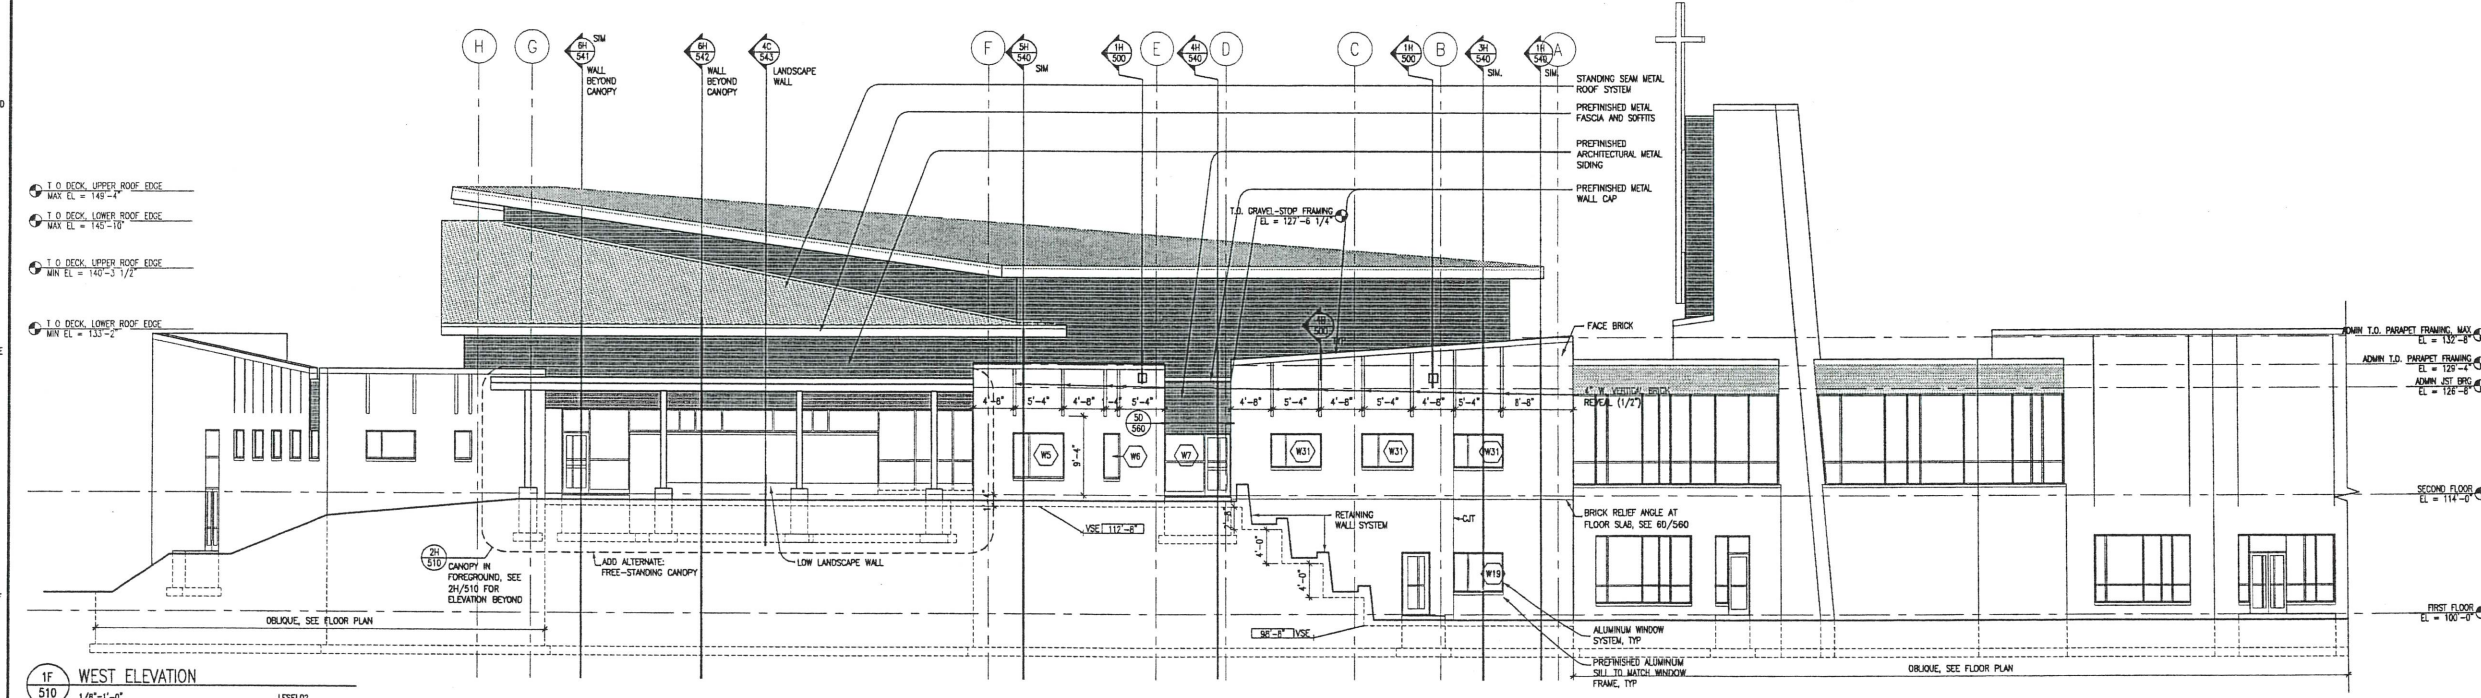 H
G
6H
541
SIM
WALL
BEYOND
CANOPY
6H
542
WALL
BEYOND
CANOPY
4C
543
LANDSCAPE
WALL
F
5H
540
SIM
1H
500
E
4H
540
D
C
1H
500
B
3H
540
SIM.
1H
540
SIM.
A
STANDING SEAM METAL
ROOF SYSTEM
PREFINISHED METAL
FASCIA AND SOFFITS
PREFINISHED
ARCHITECTURAL METAL
SIDING
PREFINISHED METAL
WALL CAP
T.O. GRAVEL-STOP FRAMING
EL = 127'-6 1/4"
T O DECK, UPPER ROOF EDGE
MAX EL = 149'-4"
T O DECK, LOWER ROOF EDGE
MAX EL = 145'-10"
T O DECK, UPPER ROOF EDGE
MIN EL = 140'-3 1/2"
T O DECK, LOWER ROOF EDGE
MIN EL = 133'-2"
500
FACE BRICK
ADMIN T.O. PARAPET FRAMING, MAX
EL = 132'-8"
ADMIN T.O. PARAPET FRAMING
EL = 129'-4"
ADMIN JST BRG
EL = 126'-8"
4" W. VERTICAL BRICK
REVEAL (1/2")
4'-8" 5'-4" 4'-8" 5'-4"
4'-8" 5'-4" 4'-8" 5'-4" 4'-8" 5'-4" 8'-8"
5D
560
9'-4"
W5
W6
W7
W31
W31
W31
SECOND FLOOR
EL = 114'-0"
BRICK RELIEF ANGLE AT
FLOOR SLAB, SEE 6D/560
RETAINING
WALL SYSTEM
CJT
VSE 112'-8"
4'-0"
4'-0"
2H
510
CANOPY IN
FOREGROUND, SEE
2H/510 FOR
ELEVATION BEYOND
ADD ALTERNATE:
FREE-STANDING CANOPY
LOW LANDSCAPE WALL
W19
FIRST FLOOR
EL = 100'-0"
OBLIQUE, SEE FLOOR PLAN
98'-8" VSE
ALUMINUM WINDOW
SYSTEM, TYP
PREFINISHED ALUMINUM
SILL TO MATCH WINDOW
FRAME, TYP
OBLIQUE, SEE FLOOR PLAN
1F
510
WEST ELEVATION
1/8"=1'-0"